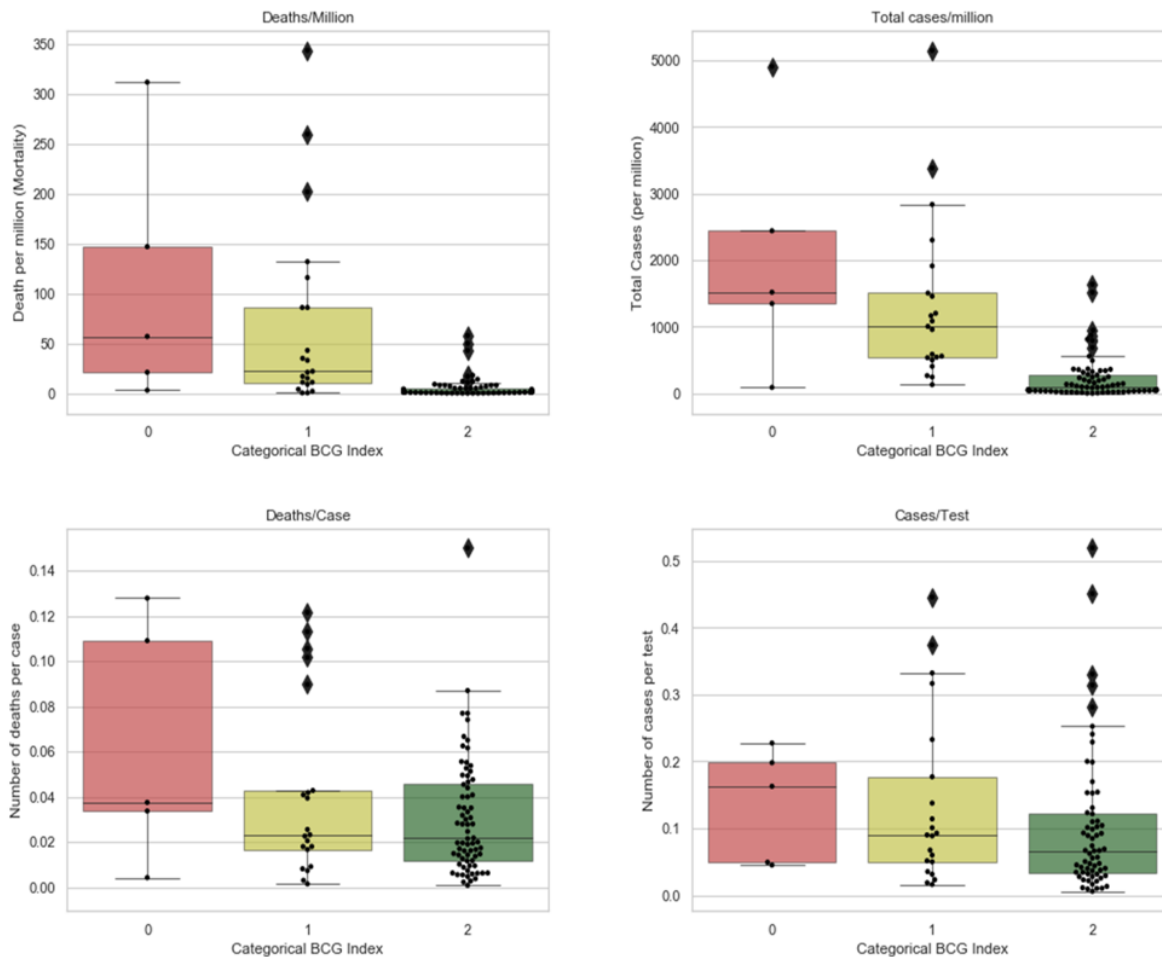 Deaths/Million
350
300
250
200
150
100
50
0
Death per million (Mortality)
0 1 2
Categorical BCG Index
Total cases/million
5000
4000
3000
2000
1000
0
Total Cases (per million)
0 1 2
Categorical BCG Index
Deaths/Case
0.14
0.12
0.10
0.08
0.06
0.04
0.02
0.00
Number of deaths per case
0 1 2
Categorical BCG Index
Cases/Test
0.5
0.4
0.3
0.2
0.1
0.0
Number of cases per test
0 1 2
Categorical BCG Index